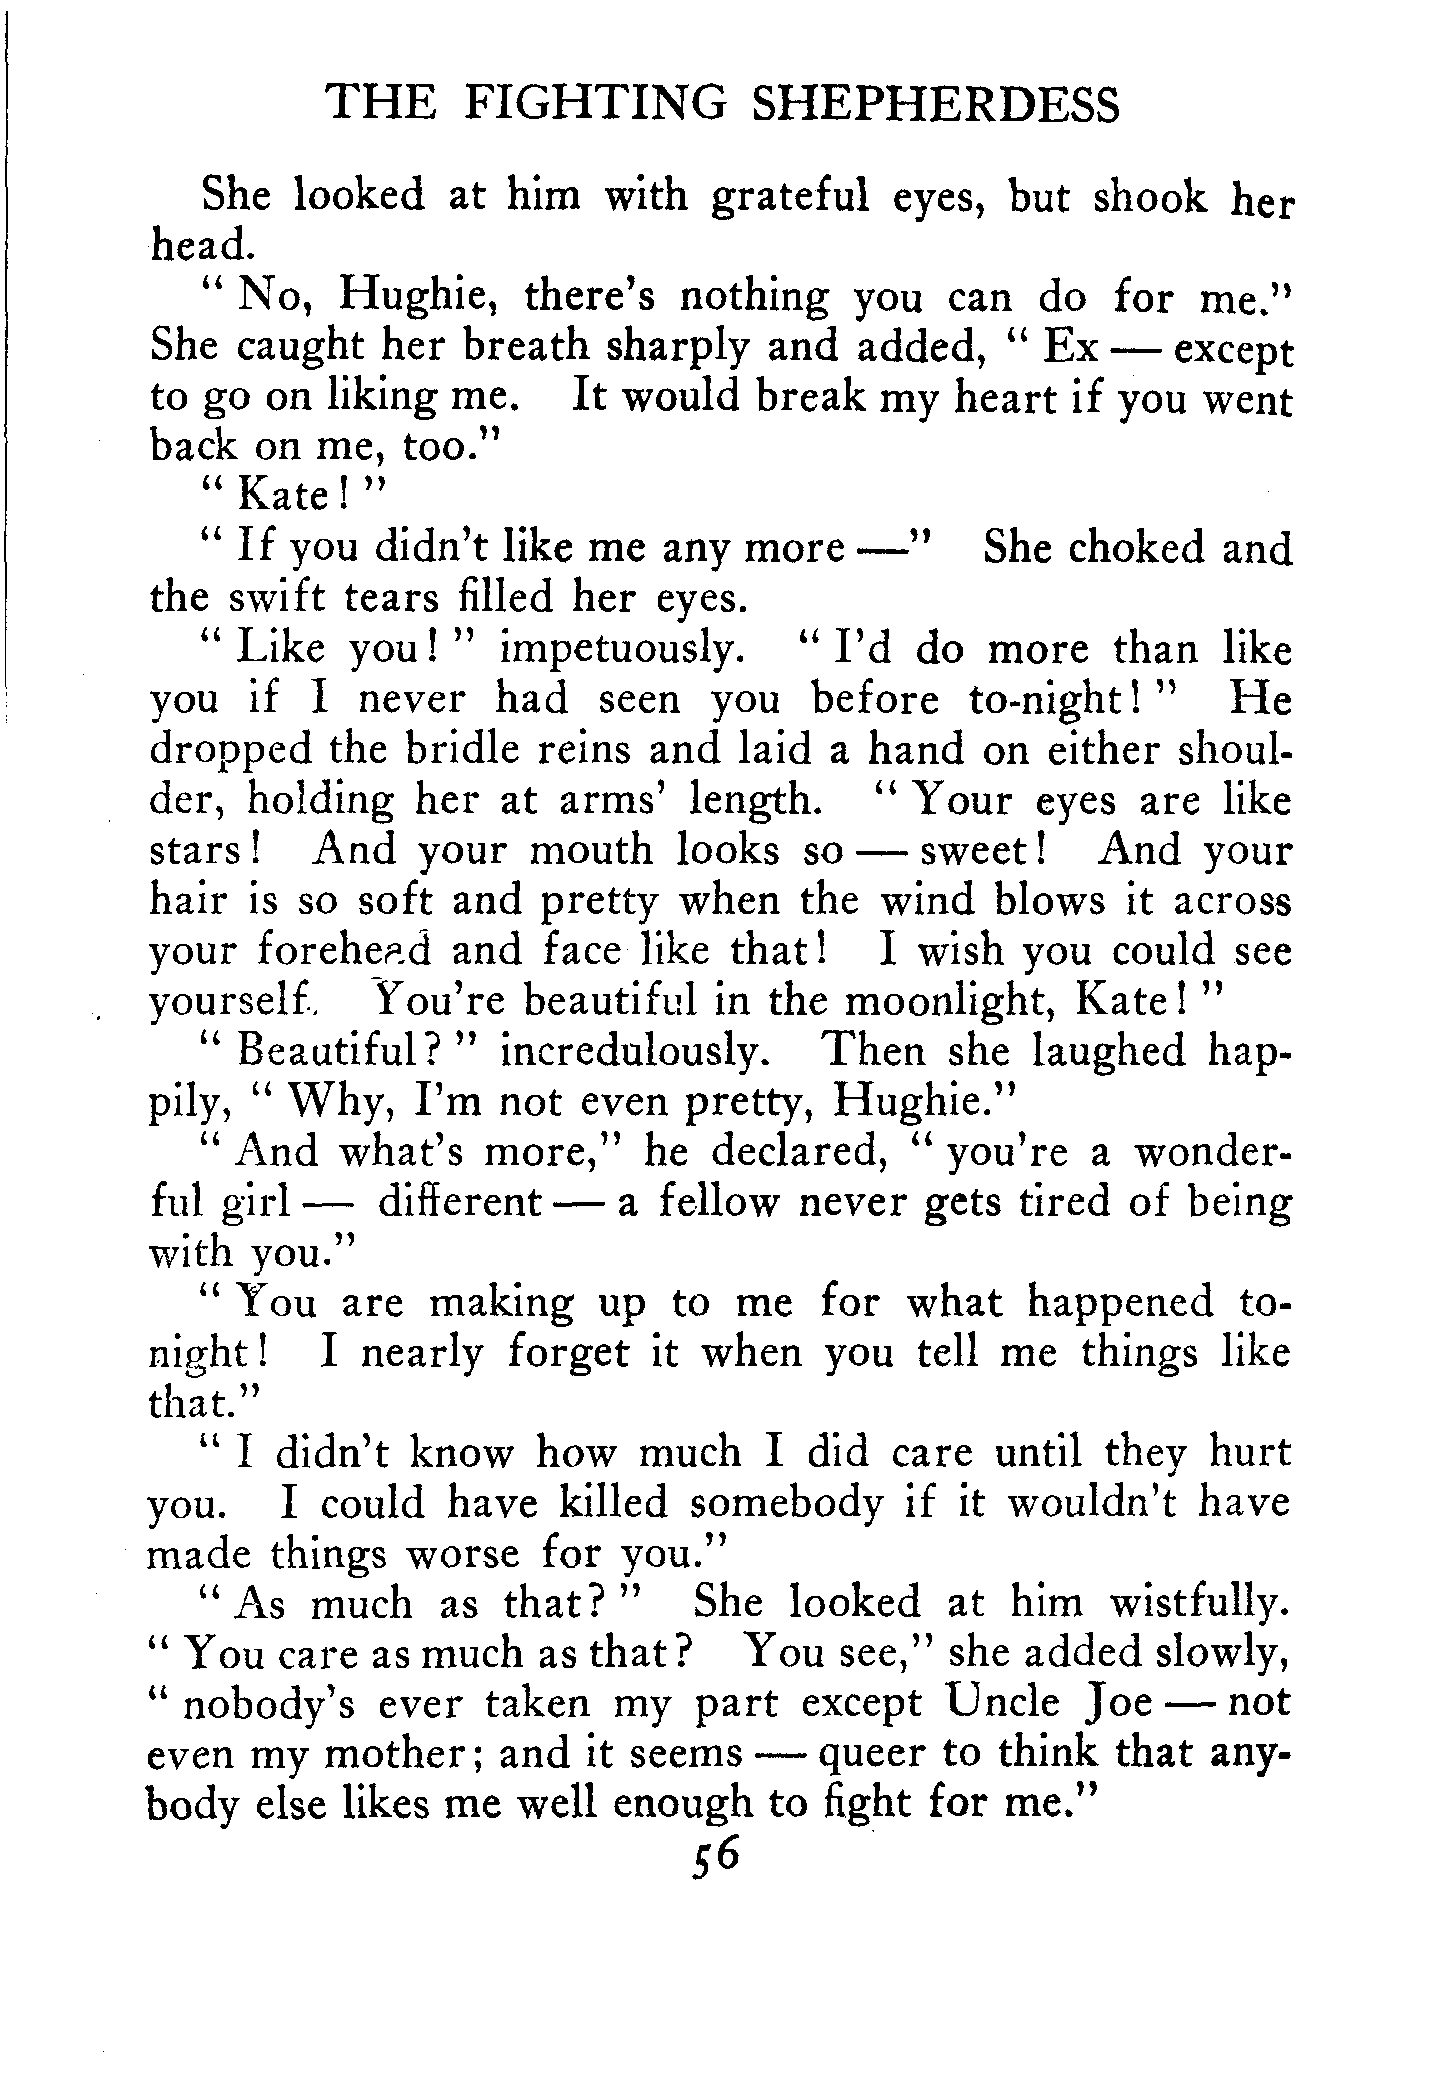 THE FIGHTING SHEPHERDESS
She looked at him with grateful eyes, but shook her
head.
" No, Hughie, there's nothing you can do for me."
She caught her breath sharply and added, " Ex — except
to go on liking me. It would break my heart if you went
back on me, too."
" Kate ! "
" If you didn't like me any more —" She choked and
the swift tears filled her eyes.
" Like you ! " impetuously. " I'd do more than like
you if I never had seen you before to-night ! " He
dropped the bridle reins and laid a hand on either shoul-
der, holding her at arms' length. " Your eyes are like
stars ! And your mouth looks so — sweet ! And your
hair is so soft and pretty when the wind blows it across
your forehead and face like that ! I wish you could see
yourself. You're beautiful in the moonlight, Kate ! "
" Beautiful ? " incredulously. Then she laughed hap-
pily, " Why, I'm not even pretty, Hughie."
" And what's more," he declared, " you're a wonder-
ful girl — different — a fellow never gets tired of being
with you."
" You are making up to me for what happened to-
night ! I nearly forget it when you tell me things like
that."
" I didn't know how much I did care until they hurt
you. I could have killed somebody if it wouldn't have
made things worse for you."
" As much as that ? " She looked at him wistfully.
" You care as much as that ? You see," she added slowly,
" nobody's ever taken my part except Uncle Joe — not
even my mother ; and it seems — queer to think that any-
body else likes me well enough to fight for me."
56